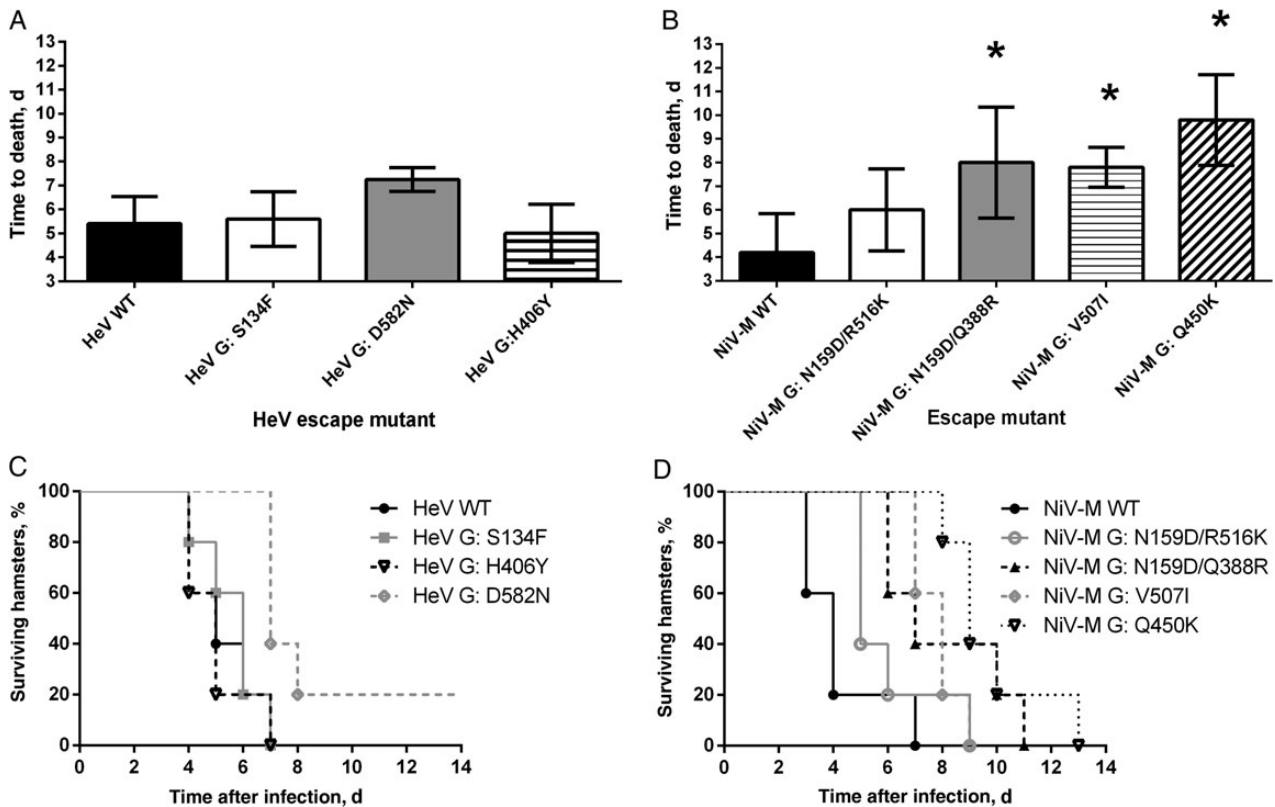 A
Time to death, d
13
12
11
10
9
8
7
6
5
4
3
HeV WT
HeV G: S134F
HeV G: D582N
HeV G:H406Y
HeV escape mutant
B
Time to death, d
13
12
11
10
9
8
7
6
5
4
3
*
*
*
NiV-M WT
NiV-M G: N159D/R516K
NiV-M G: N159D/Q388R
NiV-M G: V507I
NiV-M G: Q450K
Escape mutant
C
Surviving hamsters, %
100
80
60
40
20
0
0 2 4 6 8 10 12 14
Time after infection, d
HeV WT
HeV G: S134F
HeV G: H406Y
HeV G: D582N
D
Surviving hamsters, %
100
80
60
40
20
0
0 2 4 6 8 10 12 14
Time after infection, d
NiV-M WT
NiV-M G: N159D/R516K
NiV-M G: N159D/Q388R
NiV-M G: V507I
NiV-M G: Q450K